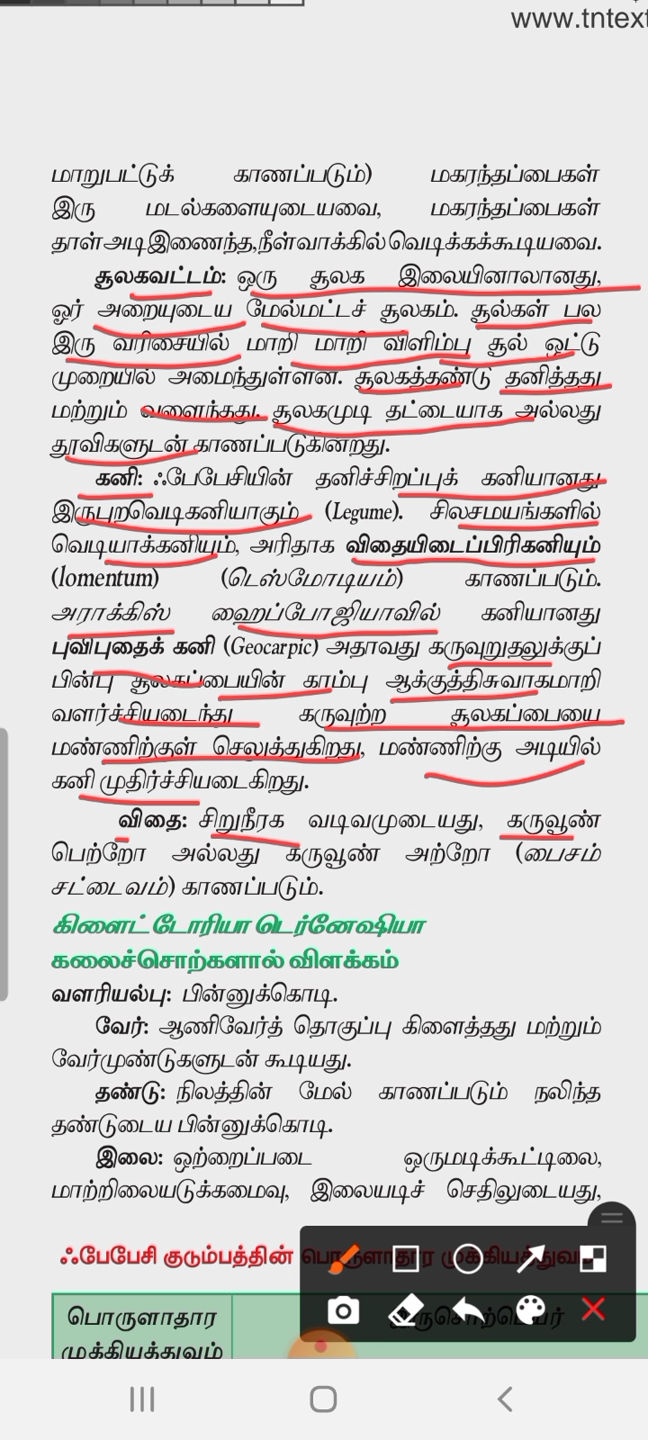 www.tntext
மாறுபட்டுக் காணப்படும்) மகரந்தப்பைகள்
இரு மடல்களையுடையவை, மகரந்தப்பைகள்
தாள் அடி இணைந்த, நீள்வாக்கில் வெடிக்கக்கூடியவை.
சூலகவட்டம்: ஒரு சூலக இலையினாலானது,
ஓர் அறையுடைய மேல்மட்டச் சூலகம். சூல்கள் பல
இரு வரிசையில் மாறி மாறி விளிம்பு சூல் ஒட்டு
முறையில் அமைந்துள்ளன. சூலகத்தண்டு தனித்தது
மற்றும் வளைந்தது. சூலகமுடி தட்டையாக அல்லது
தூவிகளுடன் காணப்படுகின்றது.
கனி: ஃபேபேசியின் தனிச்சிறப்புக் கனியானது
இருபுறவெடிகனியாகும் (Legume). சிலசமயங்களில்
வெடியாக்கனியும், அரிதாக விதையிடைப்பிரிகனியும்
(lomentum) (டெஸ்மோடியம்) காணப்படும்.
அராக்கிஸ் ஹைப்போஜியாவில் கனியானது
புவிபுதைக் கனி (Geocarpic) அதாவது கருவுறுதலுக்குப்
பின்பு சூலகப்பையின் காம்பு ஆக்குத்திசுவாகமாறி
வளர்ச்சியடைந்து கருவுற்ற சூலகப்பையை
மண்ணிற்குள் செலுத்துகிறது, மண்ணிற்கு அடியில்
கனி முதிர்ச்சியடைகிறது.
விதை: சிறுநீரக வடிவமுடையது, கருவூண்
பெற்றோ அல்லது கருவூண் அற்றோ (பைசம்
சட்டைவம்) காணப்படும்.
கிளைட்டோரியா டெர்னேஷியா
கலைச்சொற்களால் விளக்கம்
வளரியல்பு: பின்னுக்கொடி.
வேர்: ஆணிவேர்த் தொகுப்பு கிளைத்தது மற்றும்
வேர்முண்டுகளுடன் கூடியது.
தண்டு: நிலத்தின் மேல் காணப்படும் நலிந்த
தண்டுடைய பின்னுக்கொடி.
இலை: ஒற்றைப்படை ஒருமடிக்கூட்டிலை,
மாற்றிலையடுக்கமைவு, இலையடிச் செதிலுடையது,
ஃபேபேசி குடும்பத்தின் பொருளாதார முக்கியத்துவம்
பொருளாதார
முக்கியத்துவம்